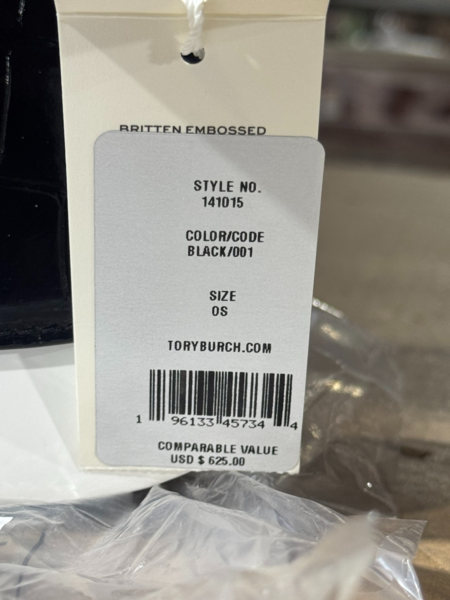 BRITTEN EMBOSSED
STYLE NO.
141015
COLOR/CODE
BLACK/001
SIZE
OS
TORYBURCH.COM
1 96133 45734 4
COMPARABLE VALUE
USD $ 625.00